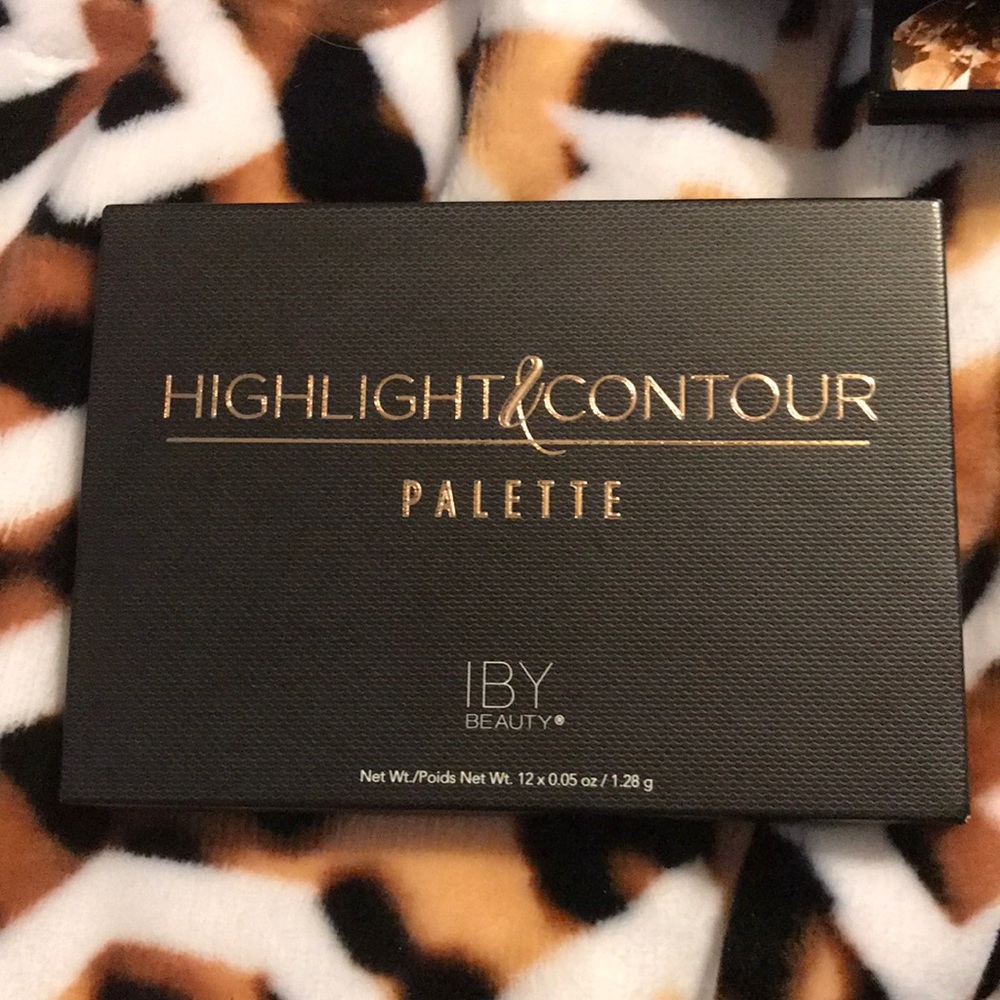 HIGHLIGHT & CONTOUR
PALETTE
IBY
BEAUTY®
Net Wt./Poids Net Wt. 12 x 0.05 oz / 1.28 g